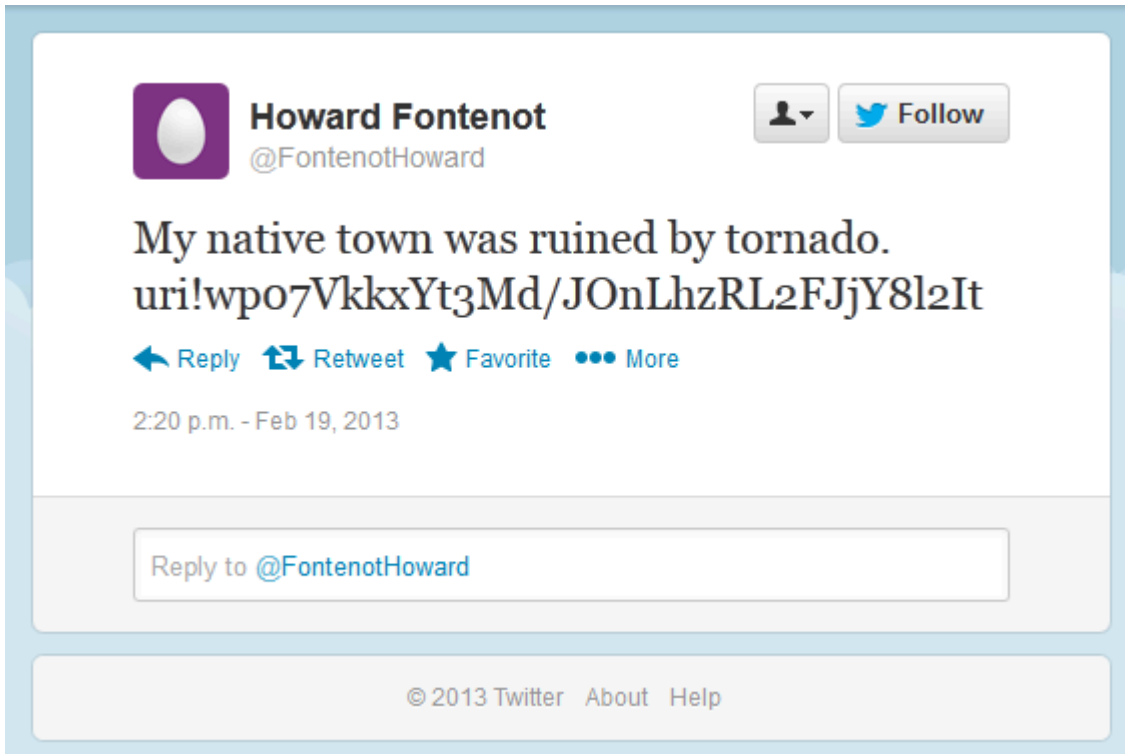 Howard Fontenot
@FontenotHoward
Follow
My native town was ruined by tornado.
uri!wp07VkkxYt3Md/JOnLhzRL2FJjY8l2It
Reply Retweet Favorite More
2:20 p.m. - Feb 19, 2013
Reply to @FontenotHoward
© 2013 Twitter About Help